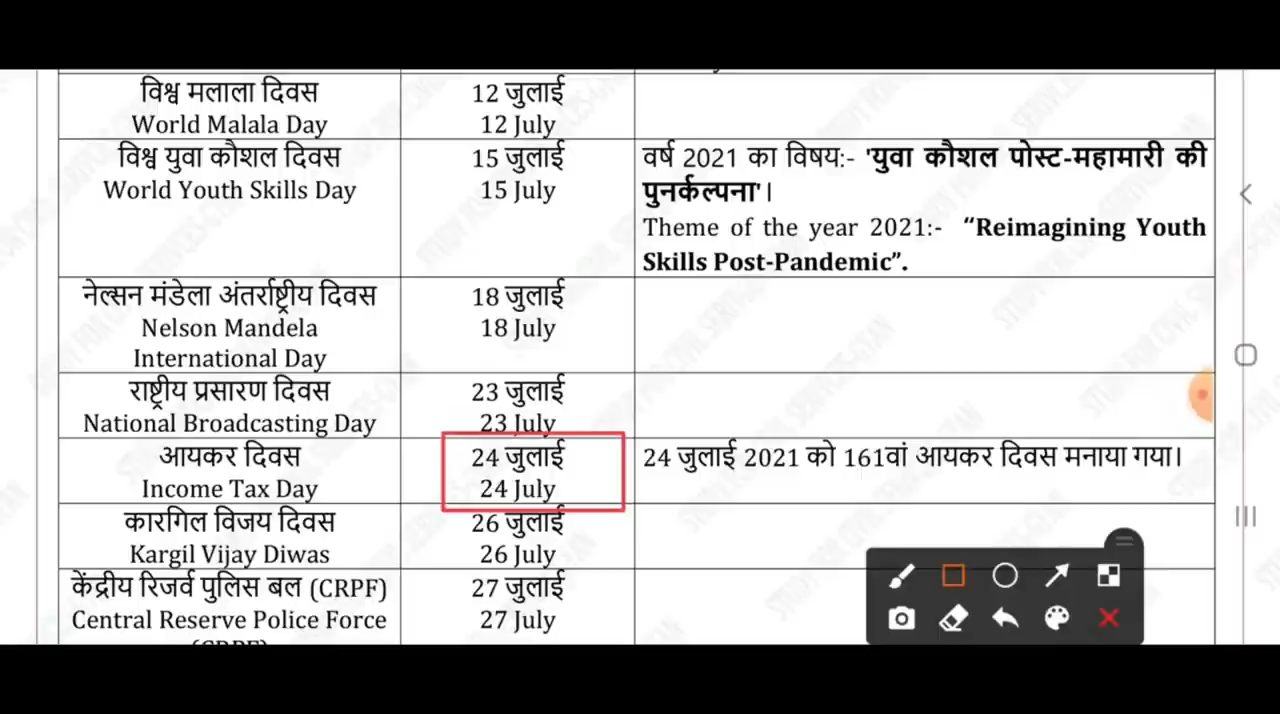 विश्व मलाला दिवस
World Malala Day
12 जुलाई
12 July
विश्व युवा कौशल दिवस
World Youth Skills Day
15 जुलाई
15 July
वर्ष 2021 का विषय:- 'युवा कौशल पोस्ट-महामारी की
पुनर्कल्पना'।
Theme of the year 2021:- “Reimagining Youth
Skills Post-Pandemic”.
नेल्सन मंडेला अंतर्राष्ट्रीय दिवस
Nelson Mandela
International Day
18 जुलाई
18 July
राष्ट्रीय प्रसारण दिवस
National Broadcasting Day
23 जुलाई
23 July
आयकर दिवस
Income Tax Day
24 जुलाई
24 July
24 जुलाई 2021 को 161वां आयकर दिवस मनाया गया।
कारगिल विजय दिवस
Kargil Vijay Diwas
26 जुलाई
26 July
केंद्रीय रिजर्व पुलिस बल (CRPF)
Central Reserve Police Force
(CRPF)
27 जुलाई
27 July